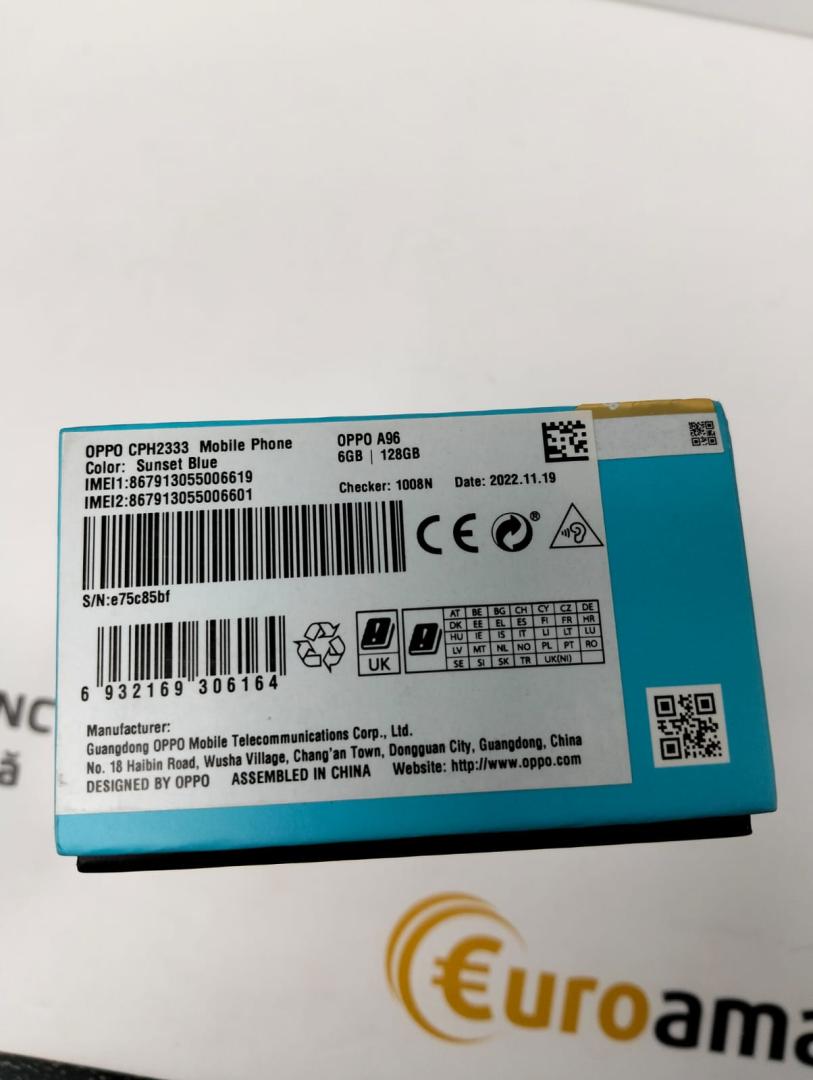 OPPO CPH2333 Mobile Phone
OPPO A96
Color: Sunset Blue
6GB | 128GB
IMEI1:867913055006619
IMEI2:867913055006601
Checker: 1008N Date: 2022.11.19
CE
S/N:e75c85bf
6 932169 306164
UK
AT BE BG CH CY CZ DE
DK EE EL ES FI FR HR
HU IE IS IT LI LT LU
LV MT NL NO PL PT RO
SE SI SK TR UK(NI)
Manufacturer:
Guangdong OPPO Mobile Telecommunications Corp., Ltd.
No. 18 Haibin Road, Wusha Village, Chang'an Town, Dongguan City, Guangdong, China
DESIGNED BY OPPO ASSEMBLED IN CHINA Website: http://www.oppo.com
NC
ă
€uroama